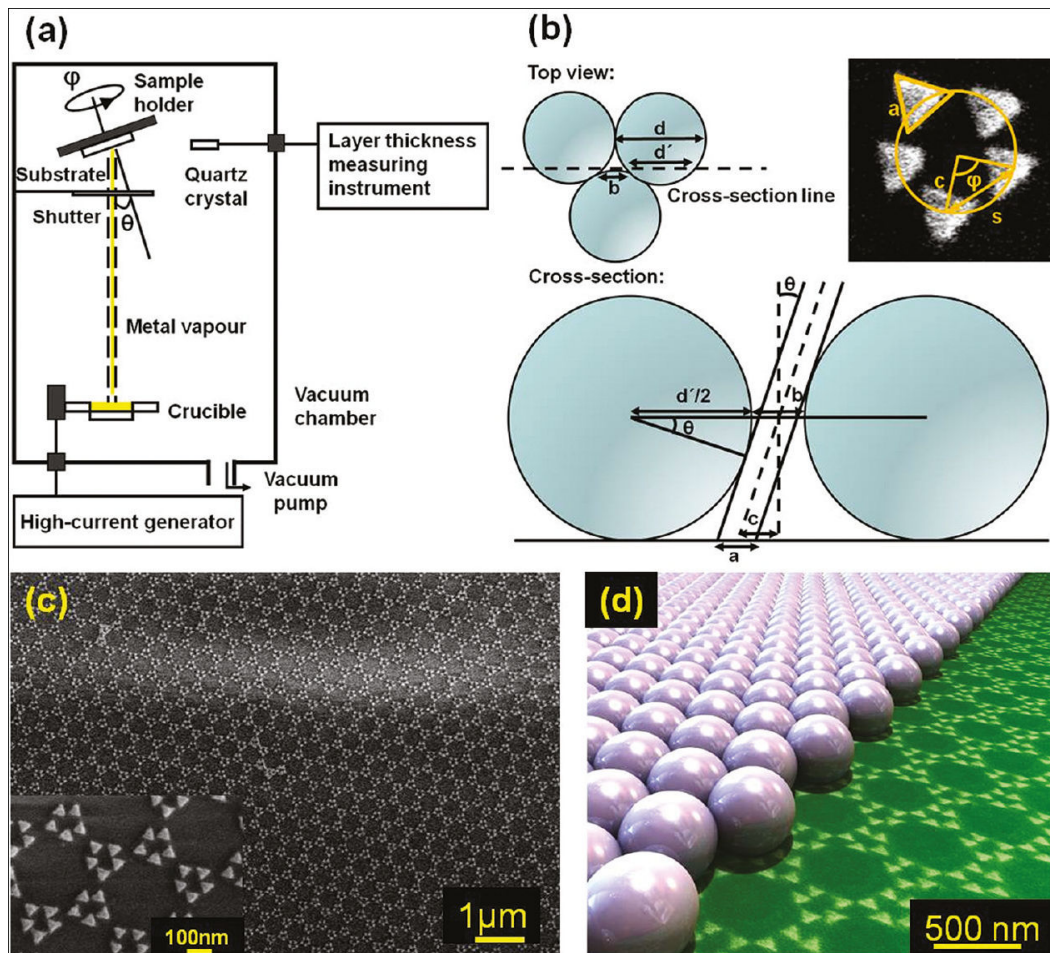 (a)
φ
Sample
holder
Substrate
Shutter
θ
Quartz
crystal
Layer thickness
measuring
instrument
Metal vapour
Crucible
Vacuum
chamber
Vacuum
pump
High-current generator
(b)
Top view:
d
d´
b
Cross-section line
a
c
φ
s
Cross-section:
θ
d´/2
b
θ
c
a
(c)
100nm
1µm
(d)
500 nm